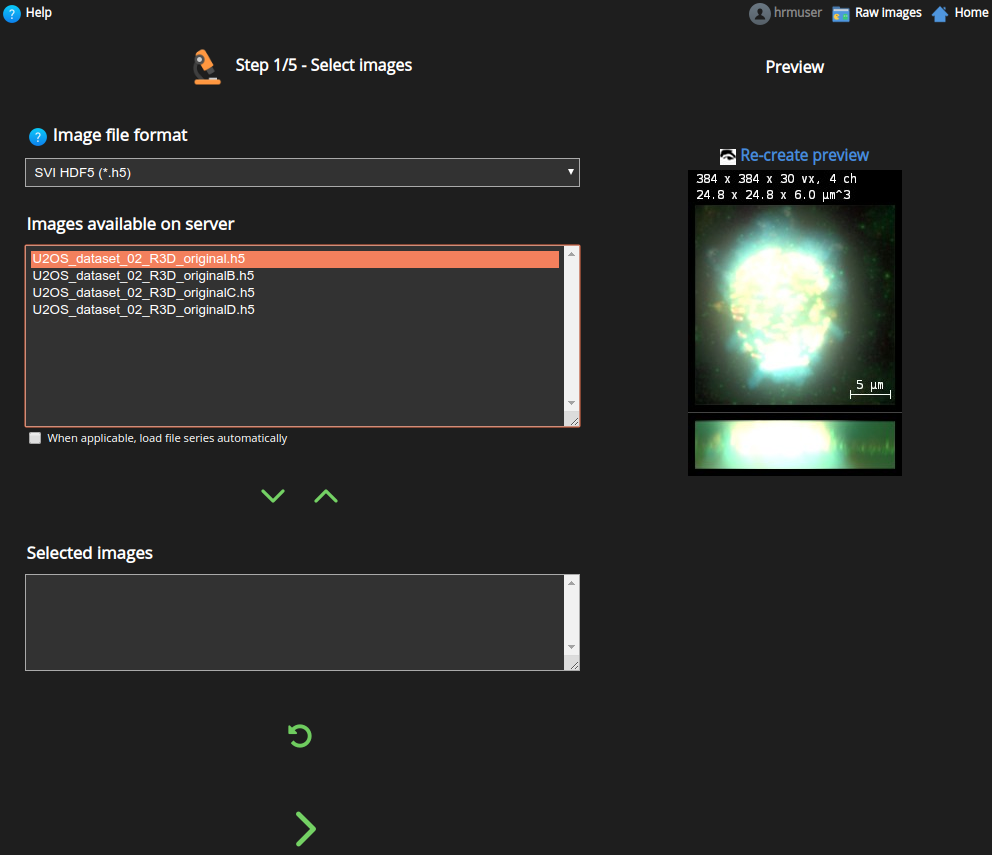 Help
hrmuser
Raw Images
Home
Step 1/5 - Select images
Preview
Image file format
SVI HDF5 (*.h5)
Images available on server
U2OS_dataset_02_R3D_original.h5
U2OS_dataset_02_R3D_originalB.h5
U2OS_dataset_02_R3D_originalC.h5
U2OS_dataset_02_R3D_originalD.h5
When applicable, load file series automatically
Selected images
Re-create preview
384 x 384 x 30 vx, 4 ch
24.8 x 24.8 x 6.0 μm^3
5 μm